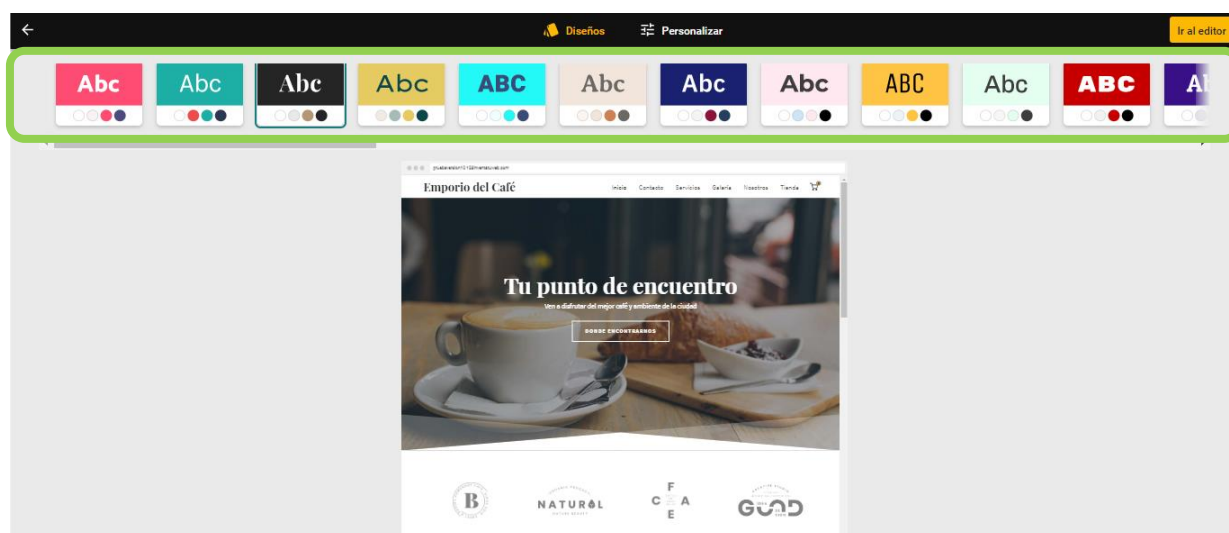 Diseños Personalizar Ir al editor
Abc Abc Abc Abc ABC Abc Abc Abc ABC Abc ABC
Emporio del Café Inicio Contacto Servicios Galería Nosotros Tienda
Tu punto de encuentro
Ven a disfrutar del mejor café y ambiente de la ciudad
DONDE ENCONTRARNOS
B NATURAL CAFE GOOD